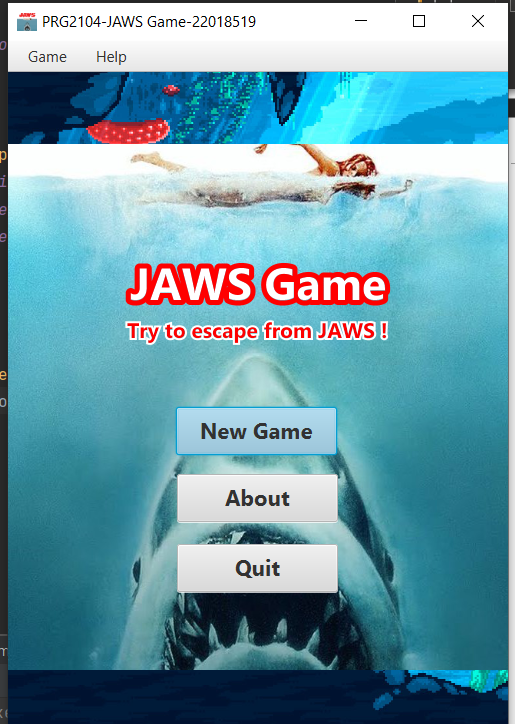 PRG2104-JAWS Game-22018519
Game Help
JAWS Game
Try to escape from JAWS !
New Game
About
Quit